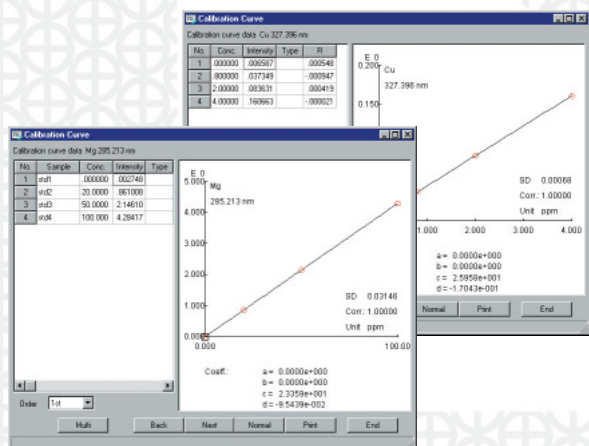 Calibration Curve
Calibration curve data Cu 327.396 nm
No. Conc. Intensity Type R
1 .000000 .006587 .000548
2 .800000 .037349 -.000947
3 2.00000 .083631 .000419
4 4.00000 .160663 -.000021
E 0
0.200
Cu
327.396 nm
0.150
SD 0.00068
Corr.: 1.00000
Unit ppm
1.000 2.000 3.000 4.000
a = 0.0000e+000
b = 0.0000e+000
c = 2.5958e+001
d = -1.7043e-001
Normal Print End
Calibration Curve
Calibration curve data Mg 285.213 nm
No. Sample Conc. Intensity Type
1 std1 .000000 .002748
2 std2 20.0000 .861008
3 std3 50.0000 2.14610
4 std4 100.000 4.28417
E 0
5.000
Mg
285.213 nm
4.000
3.000
2.000
1.000
SD 0.03146
Corr.: 1.00000
Unit ppm
0.000
0.000 100.00
Coeff.: a = 0.0000e+000
b = 0.0000e+000
c = 2.3359e+001
d = -9.5439e-002
Order 1st
Multi Back Next Normal Print End